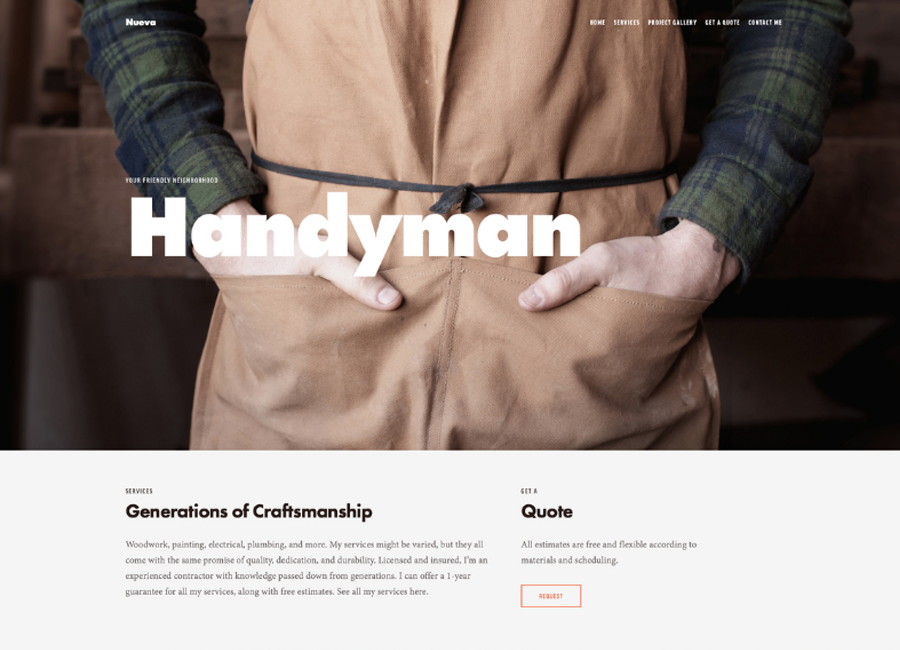 Nueva
HOME SERVICES PROJECT GALLERY GET A QUOTE CONTACT ME
YOUR FRIENDLY NEIGHBORHOOD
Handyman
SERVICES
Generations of Craftsmanship
Woodwork, painting, electrical, plumbing, and more. My services might be varied, but they all
come with the same promise of quality, dedication, and durability. Licensed and insured, I'm an
experienced contractor with knowledge passed down from generations. I can offer a 1-year
guarantee for all my services, along with free estimates. See all my services here.
GET A
Quote
All estimates are free and flexible according to
materials and scheduling.
REQUEST